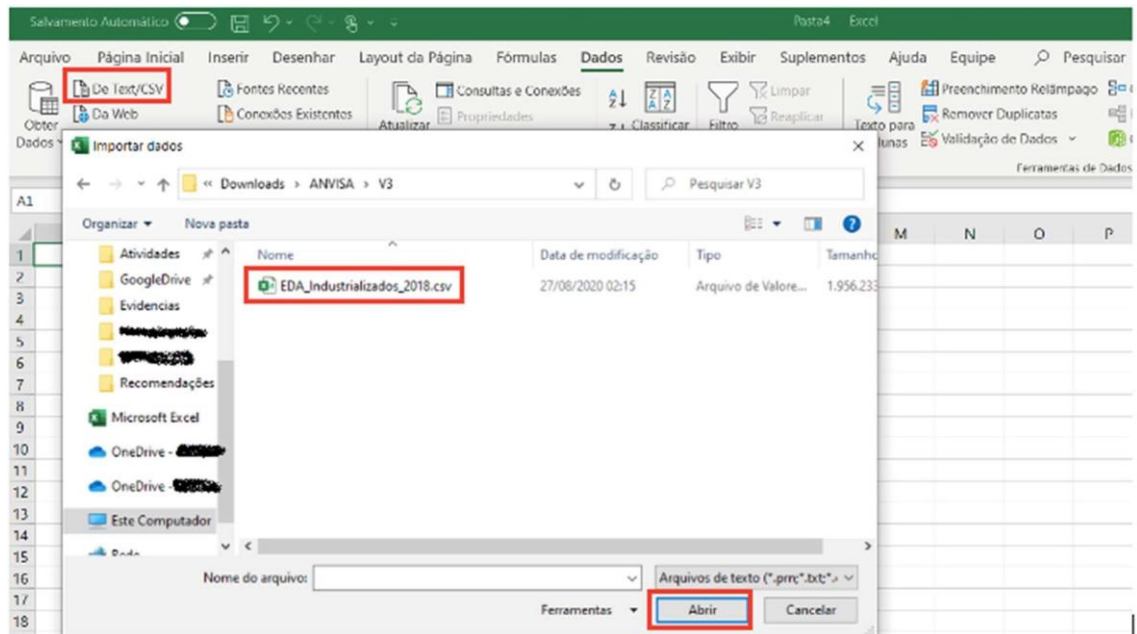 Salvamento Automático Pasta4 Excel
Arquivo Página Inicial Inserir Desenhar Layout da Página Fórmulas Dados Revisão Exibir Suplementos Ajuda Equipe Pesquisar
De Text/CSV Fontes Recentes Consultas e Conexões Limpar Preenchimento Relâmpago
Da Web Conexões Existentes Propriedades Reaplicar Remover Duplicatas
Obter Atualizar Classificar Filtro Texto para
Dados lunas Validação de Dados
Importar dados
Ferramentas de Dados
Downloads > ANVISA > V3 Pesquisar V3
A1
Organizar Nova pasta
M N O P
Atividades Nome Data de modificação Tipo Tamanho
1
GoogleDrive EDA_Industrializados_2018.csv 27/08/2020 02:15 Arquivo de Valore... 1.956.233
2
Evidencias
3
4
5
6
Recomendações
7
8
Microsoft Excel
9
OneDrive -
10
11
OneDrive -
12
13
Este Computador
14
Rede
15
Nome do arquivo: Arquivos de texto (*.prn;*.txt;*.
16
17
Ferramentas Abrir Cancelar
18